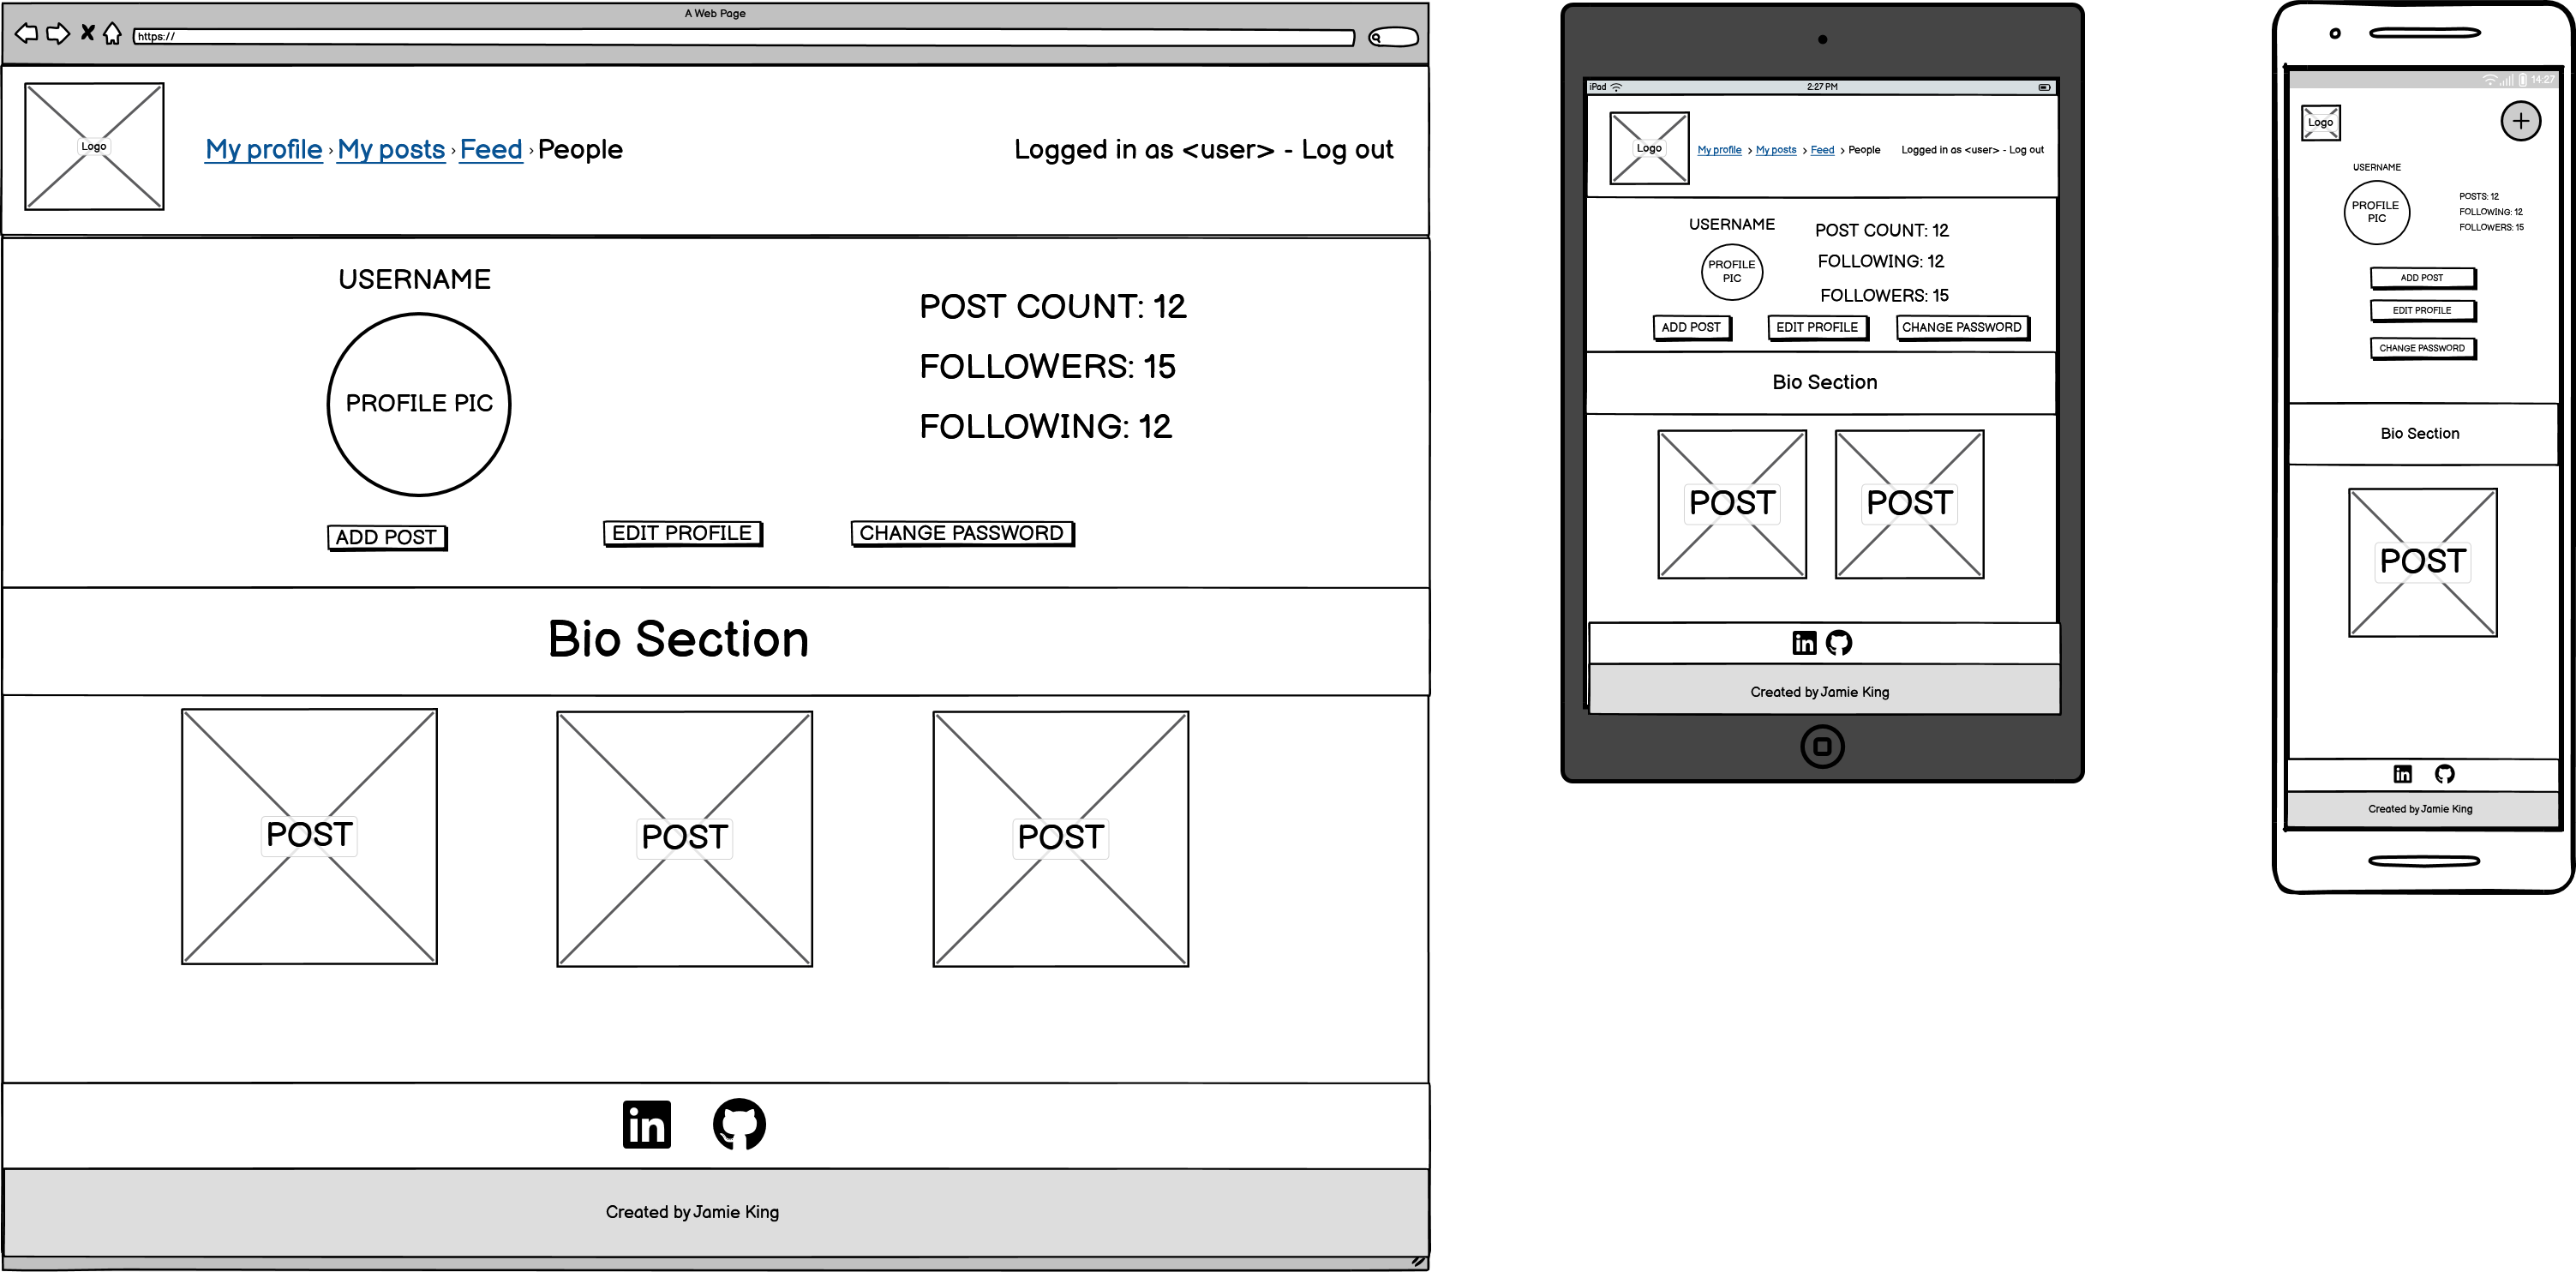 A Web Page
https://
Logo
My profile › My posts › Feed › People
Logged in as <user> - Log out
USERNAME
PROFILE PIC
POST COUNT: 12
FOLLOWERS: 15
FOLLOWING: 12
ADD POST
EDIT PROFILE
CHANGE PASSWORD
Bio Section
POST
POST
POST
in
Created by Jamie King
iPad
2:27 PM
Logo
My profile > My posts > Feed > People
Logged in as <user> - Log out
USERNAME
PROFILE
PIC
POST COUNT: 12
FOLLOWING: 12
FOLLOWERS: 15
ADD POST
EDIT PROFILE
CHANGE PASSWORD
Bio Section
POST
POST
in
Created by Jamie King
14:27
Logo
USERNAME
PROFILE
PIC
POSTS: 12
FOLLOWING: 12
FOLLOWERS: 15
ADD POST
EDIT PROFILE
CHANGE PASSWORD
Bio Section
POST
in
Created by Jamie King